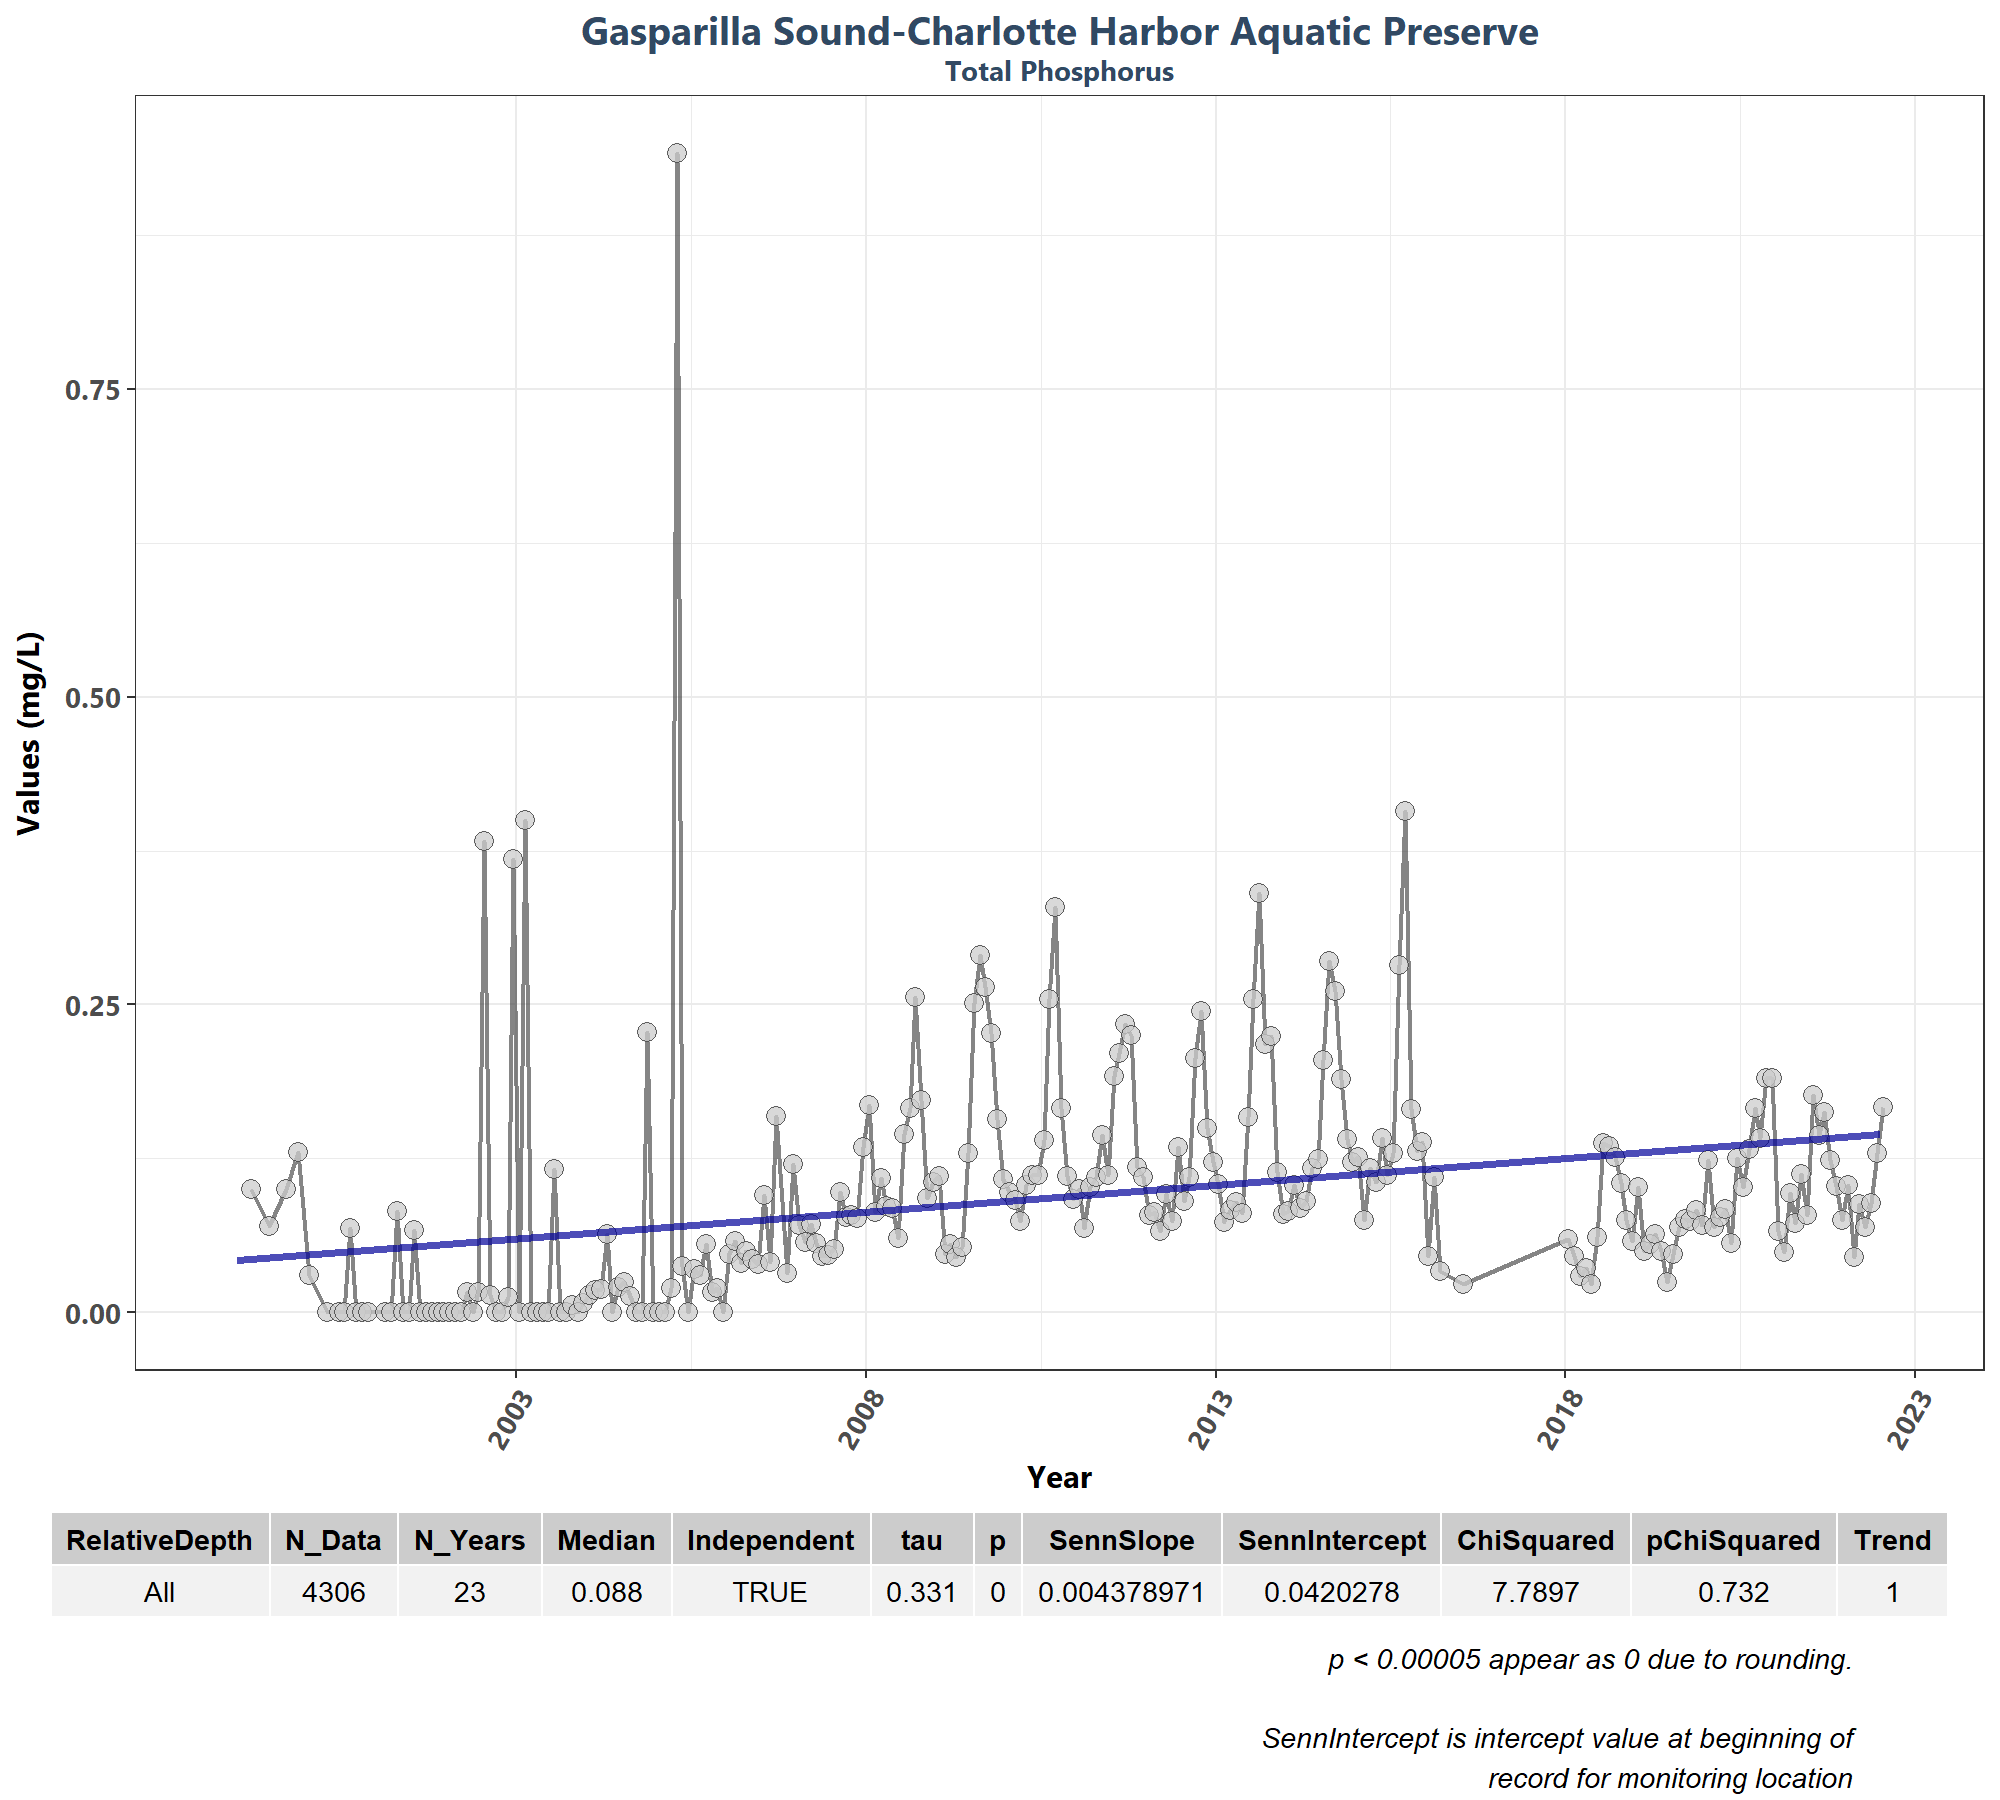 Gasparilla Sound-Charlotte Harbor Aquatic Preserve
Total Phosphorus
Values (mg/L)
0.75
0.50
0.25
0.00
2003 2008 2013 2018 2023
Year
RelativeDepth N_Data N_Years Median Independent tau p SennSlope SennIntercept ChiSquared pChiSquared Trend
All 4306 23 0.088 TRUE 0.331 0 0.004378971 0.0420278 7.7897 0.732 1
p < 0.00005 appear as 0 due to rounding.
SennIntercept is intercept value at beginning of
record for monitoring location